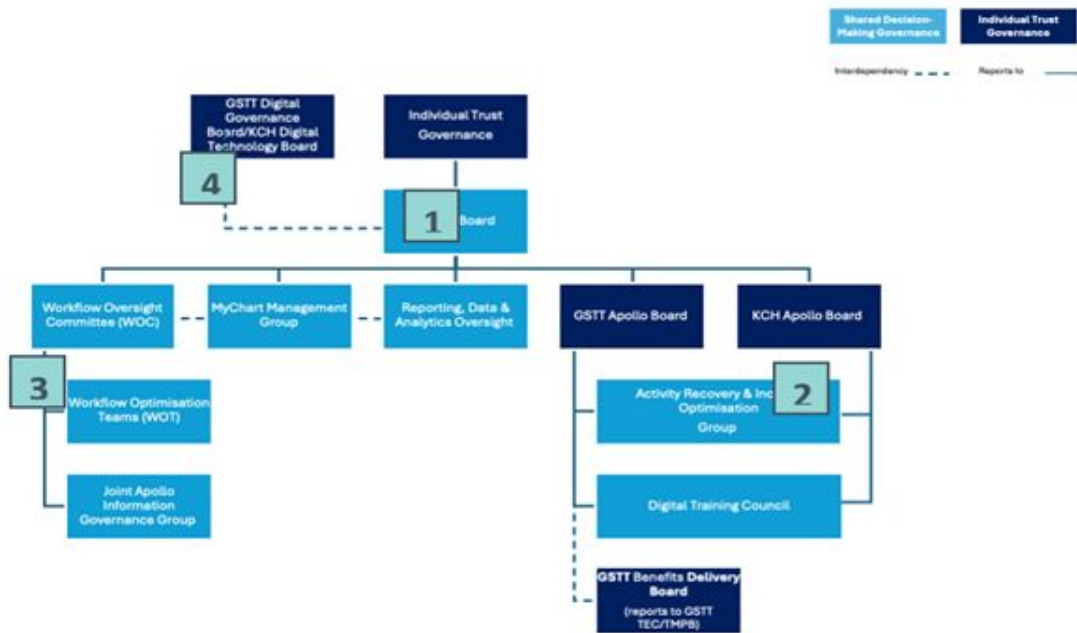 Shared Decision-
Making Governance
Individual Trust
Governance
Interdependency
Reports to
GSTT Digital
Governance
Board/KCH Digital
Technology Board
Individual Trust
Governance
4
1
Board
Workflow Oversight
Committee (WOC)
MyChart Management
Group
Reporting, Data &
Analytics Oversight
GSTT Apollo Board
KCH Apollo Board
3
Workflow Optimisation
Teams (WOT)
2
Activity Recovery &
Optimisation
Group
Joint Apollo
Information
Governance Group
Digital Training Council
GSTT Benefits Delivery
Board
(reports to GSTT
TEC/TMPB)